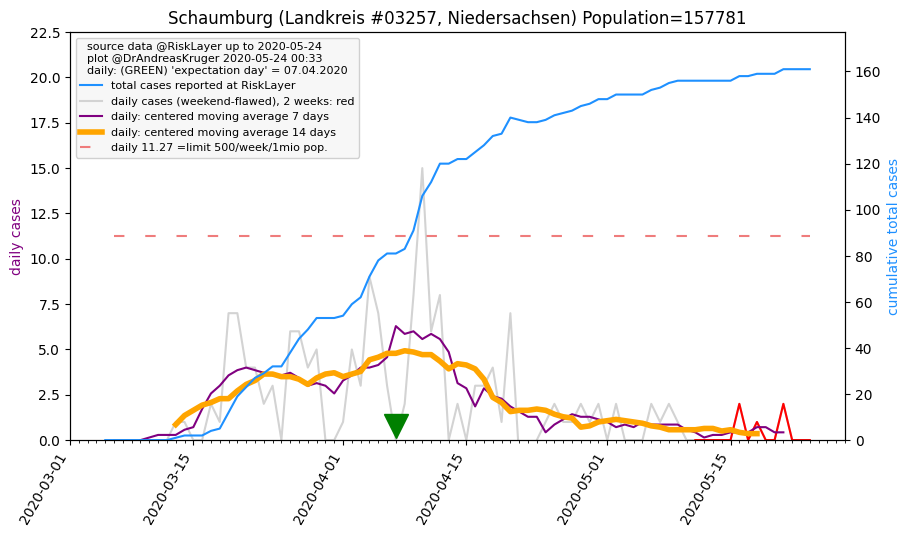 Schaumburg (Landkreis #03257, Niedersachsen) Population=157781
source data @RiskLayer up to 2020-05-24
plot @DrAndreasKruger 2020-05-24 00:33
daily: (GREEN) 'expectation day' = 07.04.2020
total cases reported at RiskLayer
daily cases (weekend-flawed), 2 weeks: red
daily: centered moving average 7 days
daily: centered moving average 14 days
daily 11.27 =limit 500/week/1mio pop.
daily cases
22.5
20.0
17.5
15.0
12.5
10.0
7.5
5.0
2.5
0.0
cumulative total cases
160
140
120
100
80
60
40
20
0
2020-03-01
2020-03-15
2020-04-01
2020-04-15
2020-05-01
2020-05-15